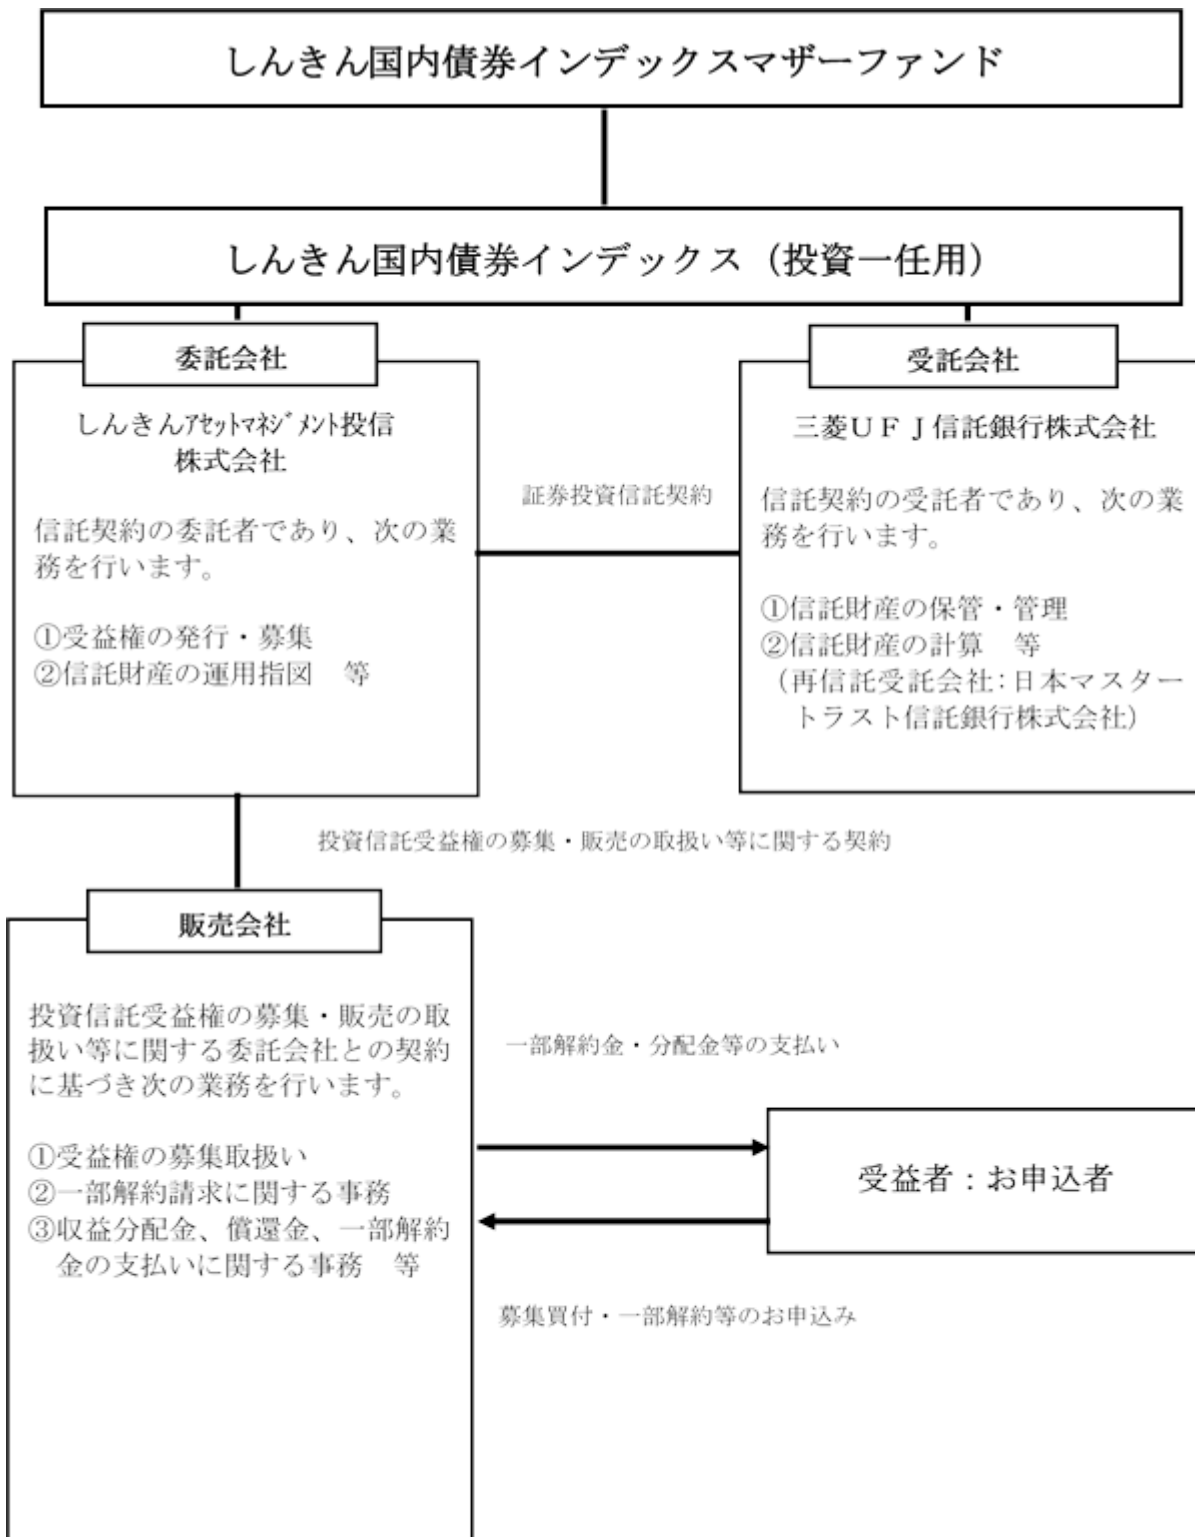 しんきん国内債券インデックスマザーファンド
しんきん国内債券インデックス（投資一任用）
委託会社
しんきんｱｾｯﾄﾏﾈｼﾞﾒﾝﾄ投信
株式会社
信託契約の委託者であり、次の業
務を行います。
①受益権の発行・募集
②信託財産の運用指図　等
証券投資信託契約
受託会社
三菱ＵＦＪ信託銀行株式会社
信託契約の受託者であり、次の業
務を行います。
①信託財産の保管・管理
②信託財産の計算　等
（再信託受託会社：日本マスター
トラスト信託銀行株式会社）
投資信託受益権の募集・販売の取扱い等に関する契約
販売会社
投資信託受益権の募集・販売の取
扱い等に関する委託会社との契約
に基づき次の業務を行います。
①受益権の募集取扱い
②一部解約請求に関する事務
③収益分配金、償還金、一部解約
金の支払いに関する事務　等
一部解約金・分配金等の支払い
受益者：お申込者
募集買付・一部解約等のお申込み